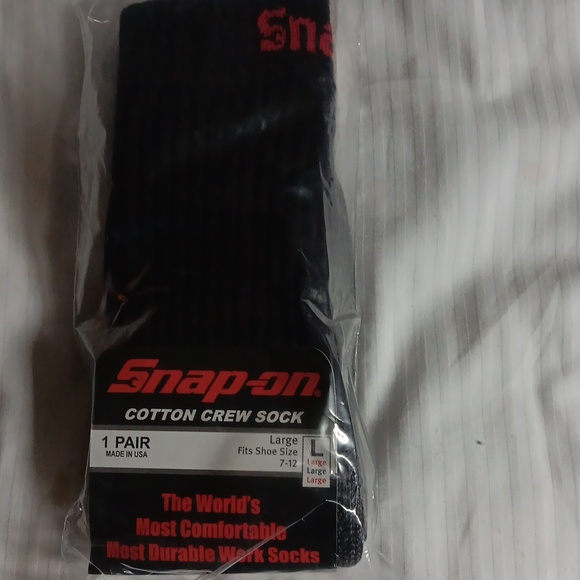 Sna
Snap-on®
COTTON CREW SOCK
1 PAIR
MADE IN USA
Large
Fits Shoe Size
7-12
L
Large
Large
Large
The World's
Most Comfortable
Most Durable Work Socks